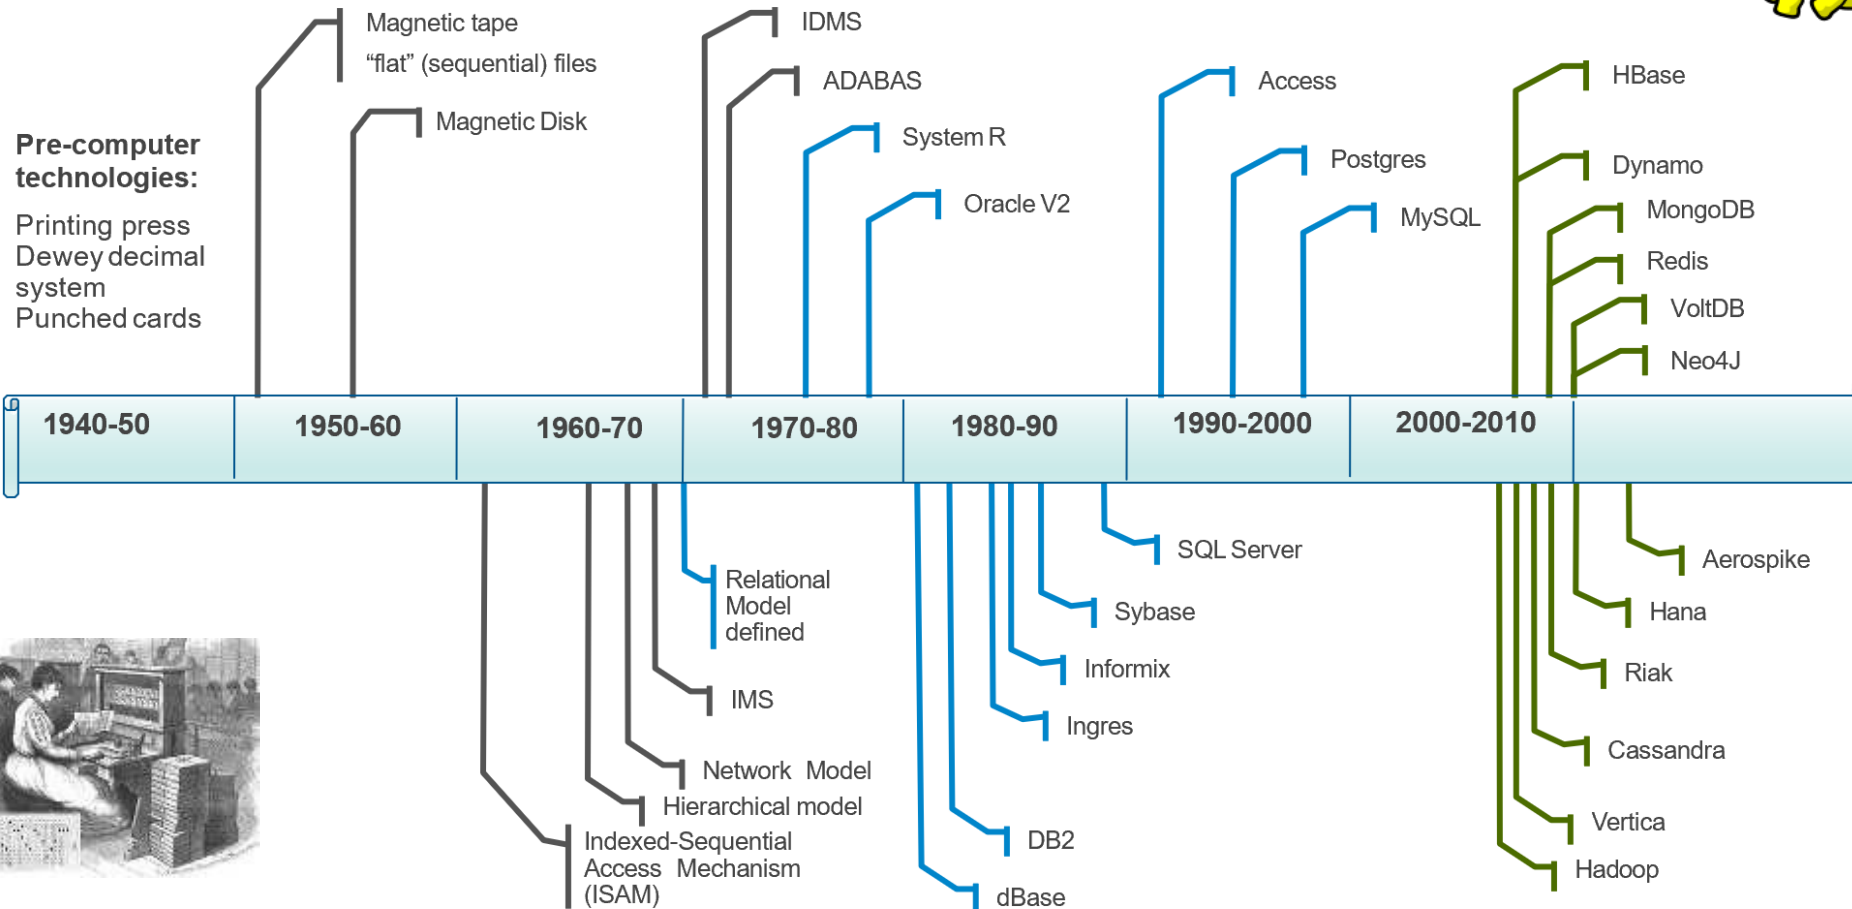 Magnetic tape
“flat” (sequential) files
Magnetic Disk
Pre-computer
technologies:
Printing press
Dewey decimal
system
Punched cards
IDMS
ADABAS
System R
Oracle V2
Access
Postgres
MySQL
HBase
Dynamo
MongoDB
Redis
VoltDB
Neo4J
1940-50
1950-60
1960-70
1970-80
1980-90
1990-2000
2000-2010
Relational
Model
defined
IMS
Network Model
Hierarchical model
Indexed-Sequential
Access Mechanism
(ISAM)
SQL Server
Sybase
Informix
Ingres
DB2
dBase
Aerospike
Hana
Riak
Cassandra
Vertica
Hadoop